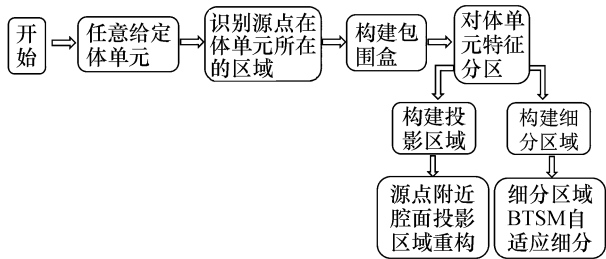 开
始
任意给定
体单元
识别源点在
体单元所在
的区域
构建包
围盒
对体单
元特征
分区
构建投
影区域
构建细
分区域
源点附近
腔面投影
区域重构
细分区域
BTSM自
适应细分